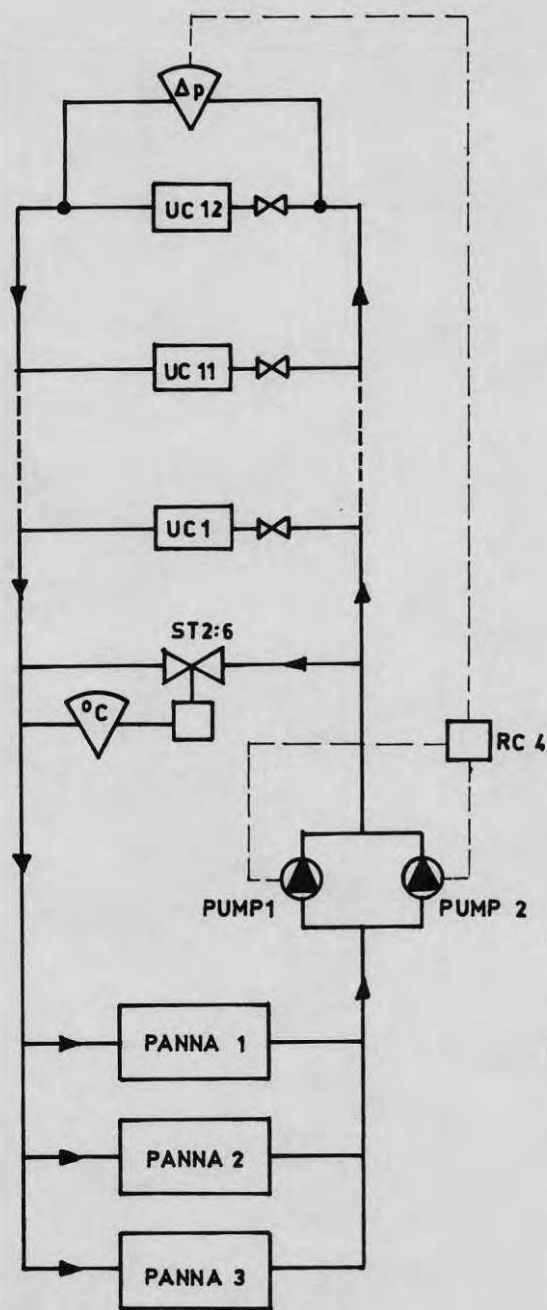 Δp
UC 12
UC 11
UC 1
ST2:6
°C
RC 4
PUMP1
PUMP 2
PANNA 1
PANNA 2
PANNA 3